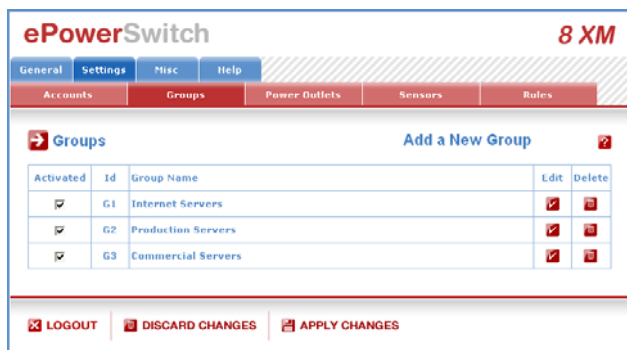 ePowerSwitch 8 XM
General Settings Misc Help
Accounts Groups Power Outlets Sensors Rules
Groups Add a New Group ?
Activated Id Group Name Edit Delete
G1 Internet Servers
G2 Production Servers
G3 Commercial Servers
LOGOUT DISCARD CHANGES APPLY CHANGES